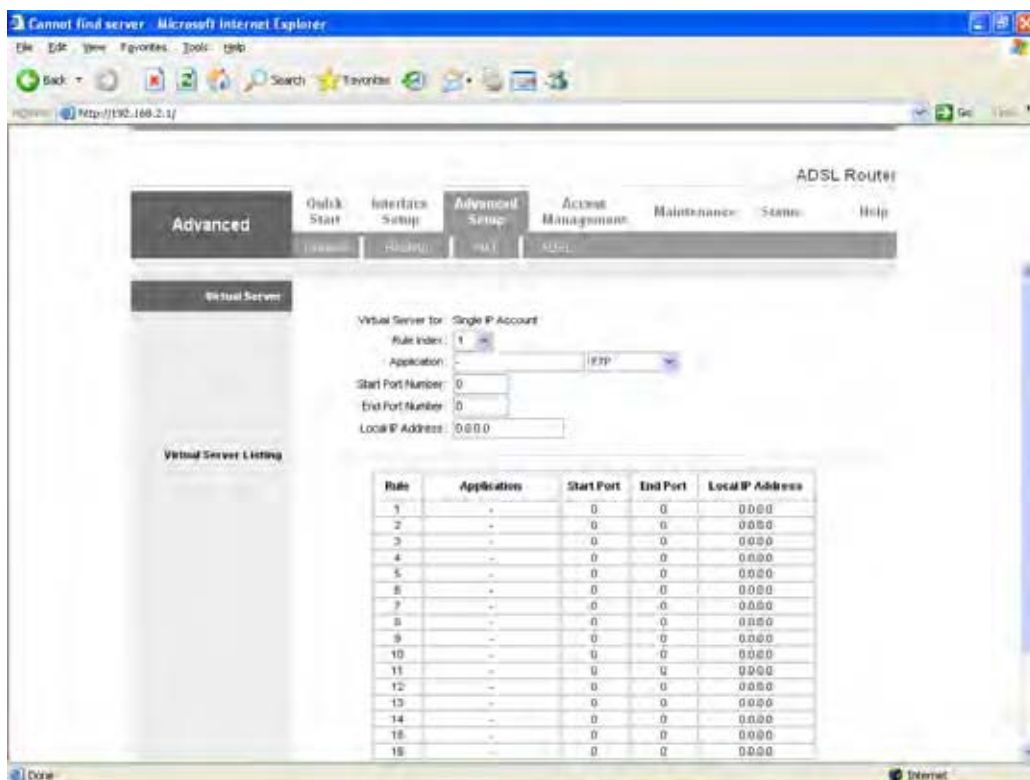 Cannot find server - Microsoft Internet Explorer
File Edit View Favorites Tools Help
Back Search Favorites
http://192.168.2.1/ Go
ADSL Router
Advanced
Quick Start Interface Setup Advanced Setup Access Management Maintenance Status Help
Firewall Routing NAT ADSL
Virtual Server
Virtual Server for : Single IP Account
Rule Index : 1
Application : - FTP
Start Port Number : 0
End Port Number : 0
Local IP Address : 0.0.0.0
Virtual Server Listing
Rule Application Start Port End Port Local IP Address
1 - 0 0 0.0.0.0
2 - 0 0 0.0.0.0
3 - 0 0 0.0.0.0
4 - 0 0 0.0.0.0
5 - 0 0 0.0.0.0
6 - 0 0 0.0.0.0
7 - 0 0 0.0.0.0
8 - 0 0 0.0.0.0
9 - 0 0 0.0.0.0
10 - 0 0 0.0.0.0
11 - 0 0 0.0.0.0
12 - 0 0 0.0.0.0
13 - 0 0 0.0.0.0
14 - 0 0 0.0.0.0
15 - 0 0 0.0.0.0
16 - 0 0 0.0.0.0
Done Internet